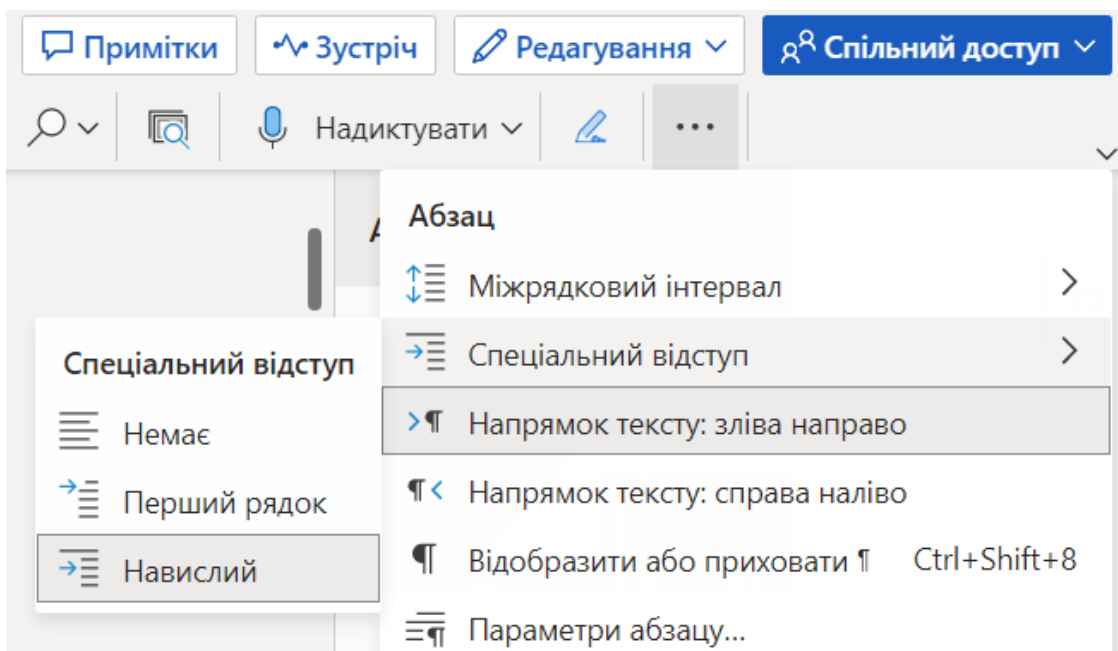 Примітки
Зустріч
Редагування
Спільний доступ
Надиктувати
Абзац
Міжрядковий інтервал
Спеціальний відступ
Напрямок тексту: зліва направо
Напрямок тексту: справа наліво
Відобразити або приховати ¶ Ctrl+Shift+8
Параметри абзацу...
Спеціальний відступ
Немає
Перший рядок
Нависlий